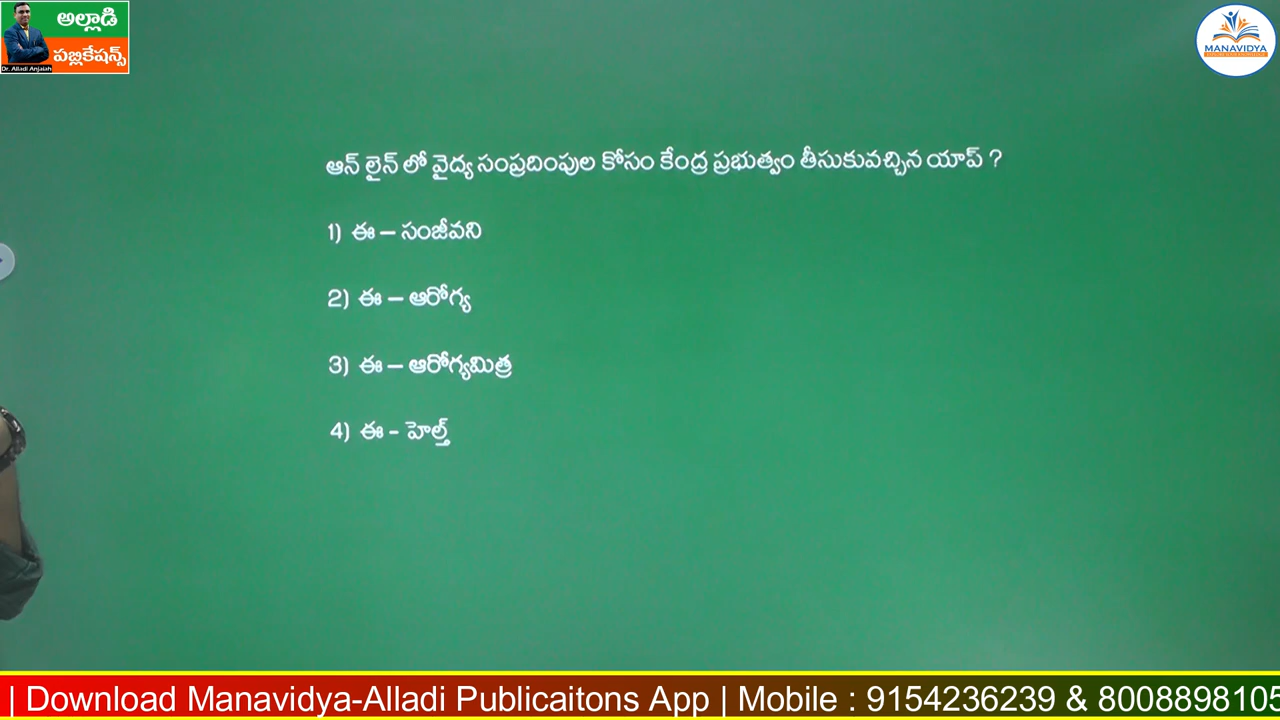 అల్లాడి
పబ్లికేషన్స్
Dr. Alladi Anjaiah
MANAVIDYA
ఆన్ లైన్ లో వైద్య సంప్రదింపుల కోసం కేంద్ర ప్రభుత్వం తీసుకువచ్చిన యాప్ ?
1) ఈ – సంజీవని
2) ఈ – ఆరోగ్య
3) ఈ – ఆరోగ్యమిత్ర
4) ఈ - హెల్త్
| Download Manavidya-Alladi Publicaitons App | Mobile : 9154236239 & 8008898105